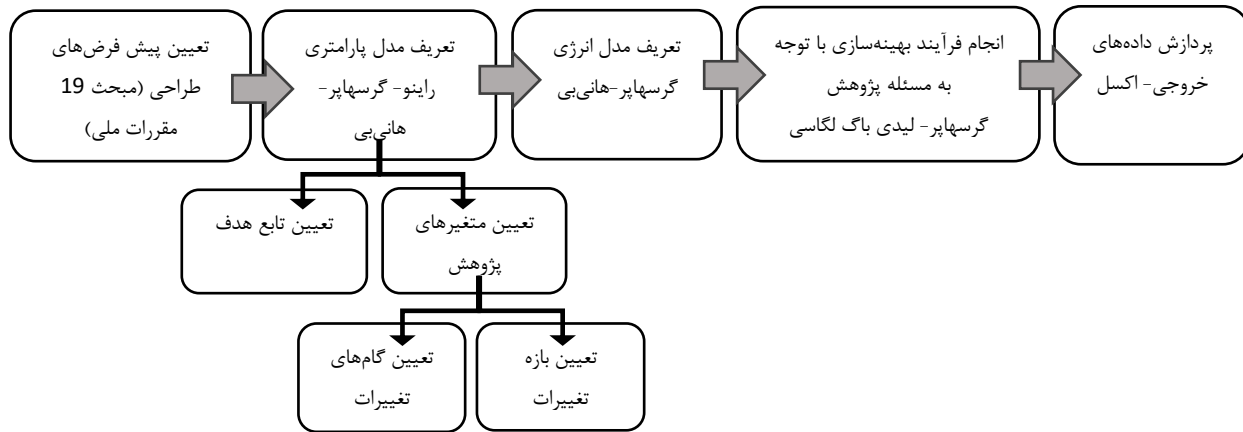 تعیین پیش فرض‌های
طراحی (مبحث 19
مقررات ملی)
تعریف مدل پارامتری
راینو- گرسهاپر-
هانی‌بی
تعریف مدل انرژی
گرسهاپر-هانی‌بی
انجام فرآیند بهینه‌سازی با توجه
به مسئله پژوهش
گرسهاپر- لیدی باگ لگاسی
پردازش داده‌های
خروجی- اکسل
تعیین تابع هدف
تعیین متغیرهای
پژوهش
تعیین گام‌های
تغییرات
تعیین بازه
تغییرات